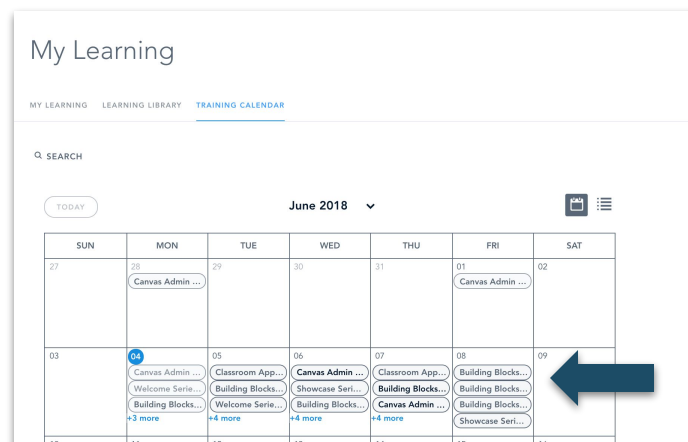 My Learning
MY LEARNING LEARNING LIBRARY TRAINING CALENDAR
SEARCH
TODAY June 2018
SUN MON TUE WED THU FRI SAT
27 28 29 30 31 01 02
Canvas Admin ... Canvas Admin ...
03 04 05 06 07 08 09
Canvas Admin ... Classroom App... Canvas Admin ... Classroom App... Building Blocks...
Welcome Serie... Building Blocks... Showcase Seri... Building Blocks... Building Blocks...
Building Blocks... Welcome Serie... Building Blocks... Canvas Admin ... Building Blocks...
+3 more +4 more +4 more +4 more Showcase Seri...